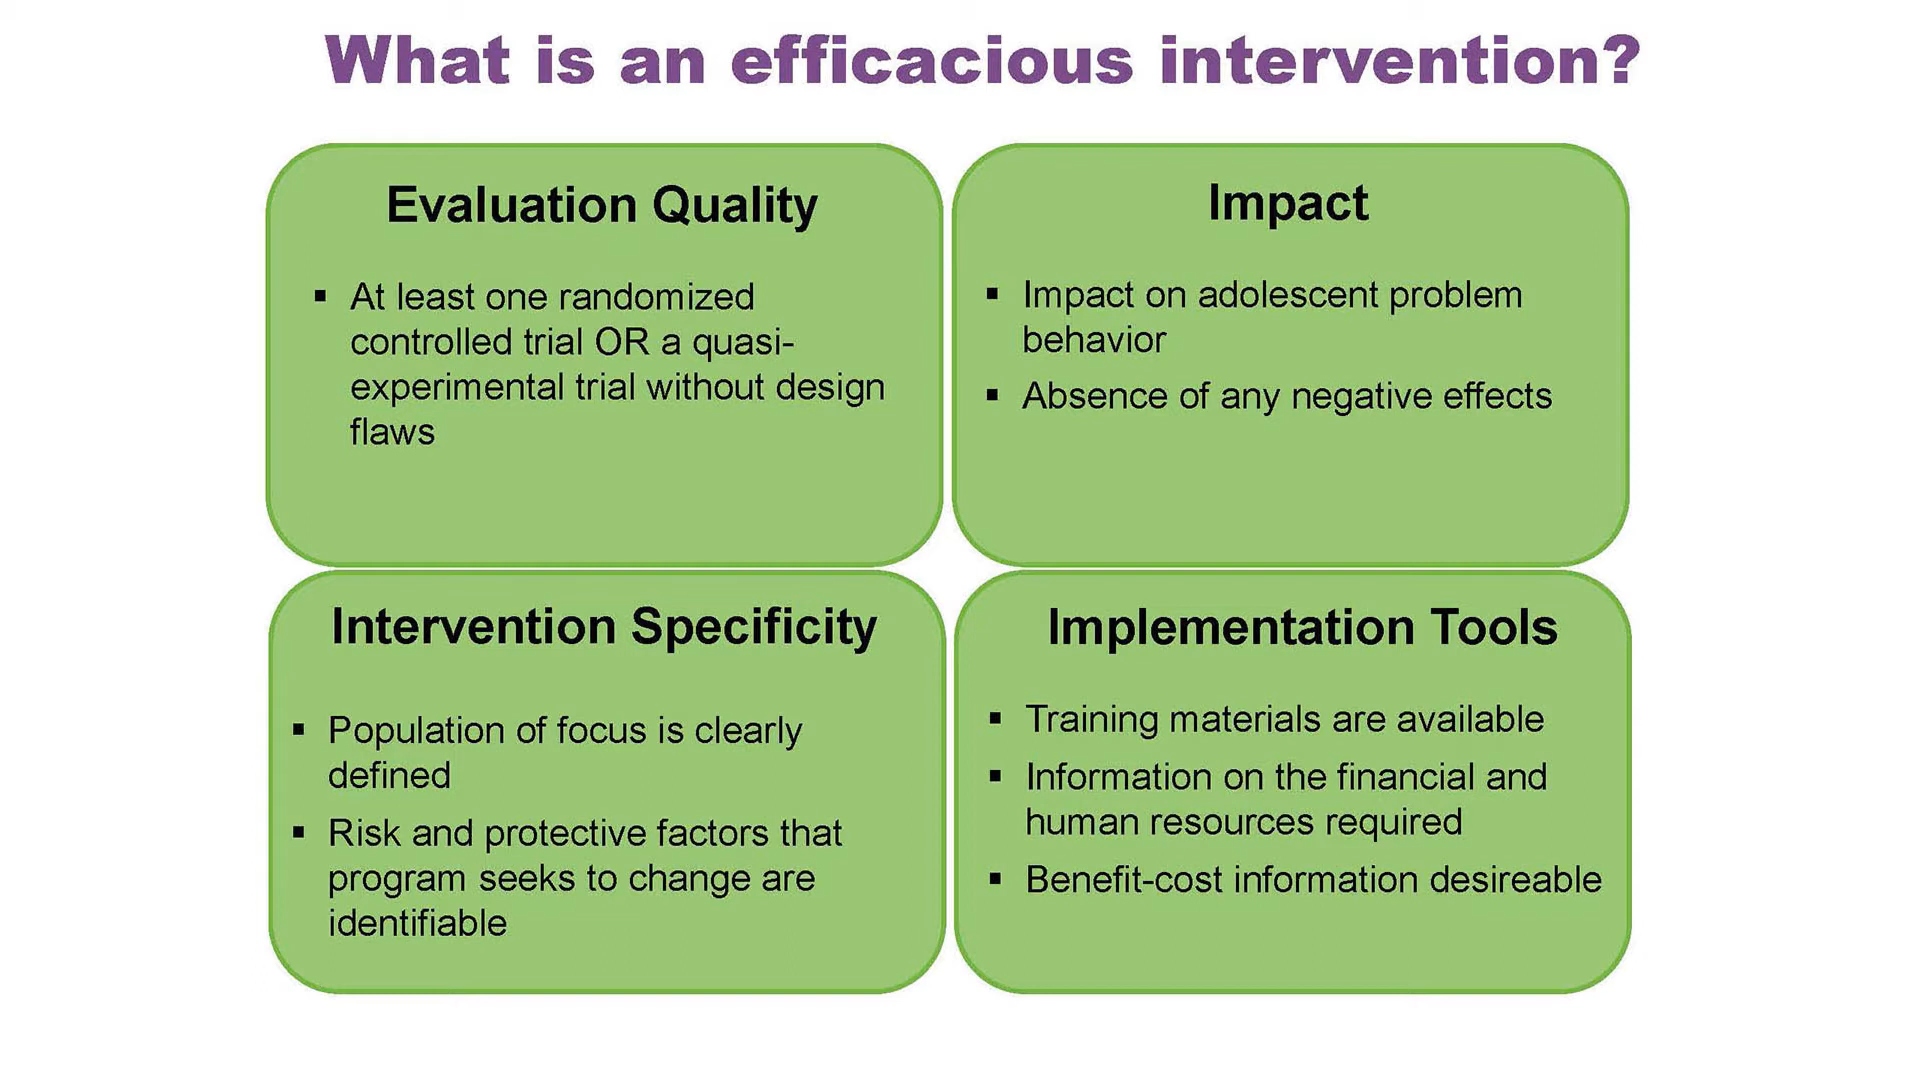 What is an efficacious intervention?
Evaluation Quality
▪ At least one randomized
controlled trial OR a quasi-
experimental trial without design
flaws
Impact
▪ Impact on adolescent problem
behavior
▪ Absence of any negative effects
Intervention Specificity
▪ Population of focus is clearly
defined
▪ Risk and protective factors that
program seeks to change are
identifiable
Implementation Tools
▪ Training materials are available
▪ Information on the financial and
human resources required
▪ Benefit-cost information desireable